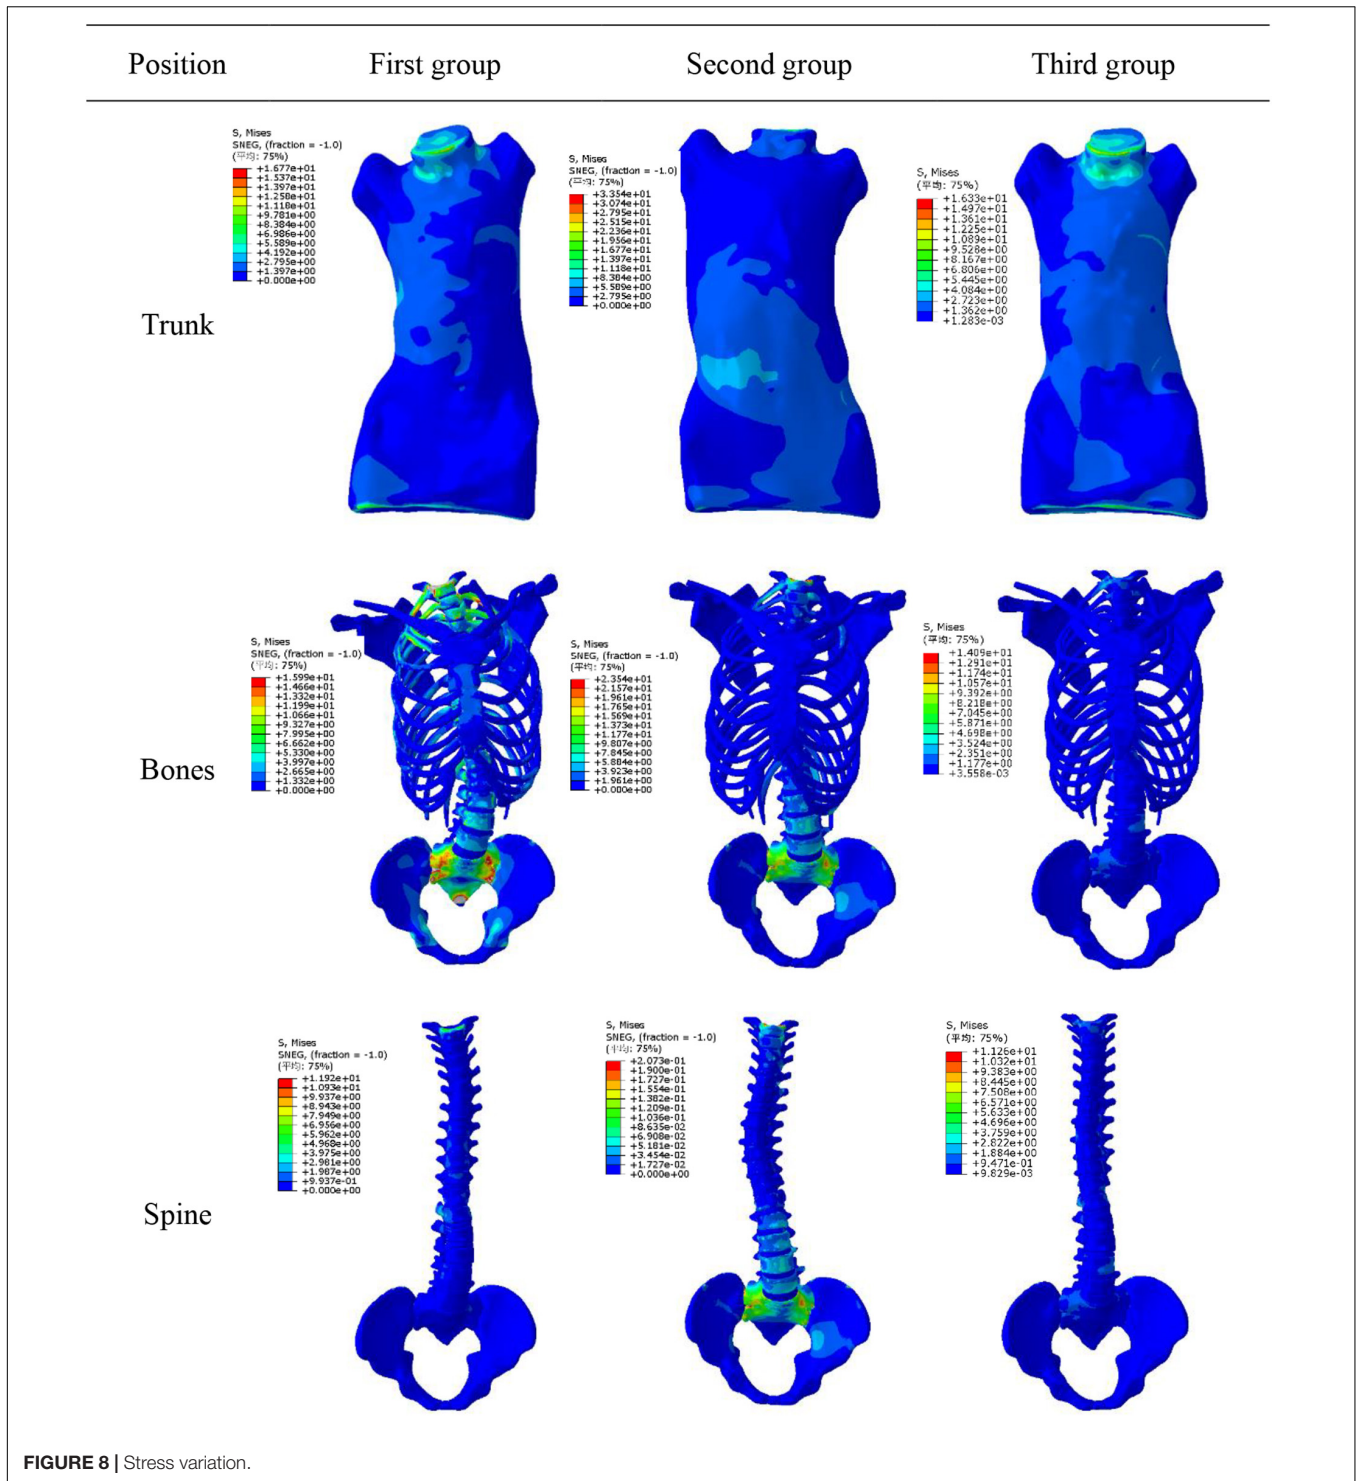 Position First group Second group Third group
S, Mises
SNEG, (fraction = -1.0)
(平均: 75%)
+1.677e+01
+1.537e+01
+1.397e+01
+1.258e+01
+1.118e+01
+9.781e+00
+8.384e+00
+6.986e+00
+5.589e+00
+4.192e+00
+2.795e+00
+1.397e+00
+0.000e+00
S, Mises
SNEG, (fraction = -1.0)
(平均: 75%)
+3.354e+01
+3.074e+01
+2.795e+01
+2.515e+01
+2.236e+01
+1.956e+01
+1.677e+01
+1.397e+01
+1.118e+01
+8.384e+00
+5.589e+00
+2.795e+00
+0.000e+00
S, Mises
(平均: 75%)
+1.633e+01
+1.497e+01
+1.361e+01
+1.225e+01
+1.089e+01
+9.528e+00
+8.167e+00
+6.806e+00
+5.445e+00
+4.084e+00
+2.723e+00
+1.362e+00
+1.283e-03
Trunk
S, Mises
SNEG, (fraction = -1.0)
(平均: 75%)
+1.599e+01
+1.466e+01
+1.332e+01
+1.199e+01
+1.066e+01
+9.327e+00
+7.995e+00
+6.662e+00
+5.330e+00
+3.997e+00
+2.665e+00
+1.332e+00
+0.000e+00
S, Mises
SNEG, (fraction = -1.0)
(平均: 75%)
+2.354e+01
+2.157e+01
+1.961e+01
+1.765e+01
+1.569e+01
+1.373e+01
+1.177e+01
+9.807e+00
+7.845e+00
+5.884e+00
+3.923e+00
+1.961e+00
+0.000e+00
S, Mises
(平均: 75%)
+1.409e+01
+1.291e+01
+1.174e+01
+1.057e+01
+9.392e+00
+8.218e+00
+7.045e+00
+5.871e+00
+4.698e+00
+3.524e+00
+2.351e+00
+1.177e+00
+3.558e-03
Bones
S, Mises
SNEG, (fraction = -1.0)
(平均: 75%)
+1.192e+01
+1.093e+01
+9.937e+00
+8.943e+00
+7.949e+00
+6.956e+00
+5.962e+00
+4.968e+00
+3.975e+00
+2.981e+00
+1.987e+00
+9.937e-01
+0.000e+00
S, Mises
SNEG, (fraction = -1.0)
(平均: 75%)
+2.073e-01
+1.900e-01
+1.727e-01
+1.554e-01
+1.382e-01
+1.209e-01
+1.036e-01
+8.635e-02
+6.908e-02
+5.181e-02
+3.454e-02
+1.727e-02
+0.000e+00
S, Mises
(平均: 75%)
+1.126e+01
+1.032e+01
+9.383e+00
+8.445e+00
+7.508e+00
+6.571e+00
+5.633e+00
+4.696e+00
+3.759e+00
+2.822e+00
+1.884e+00
+9.471e-01
+9.829e-03
Spine
FIGURE 8 | Stress variation.